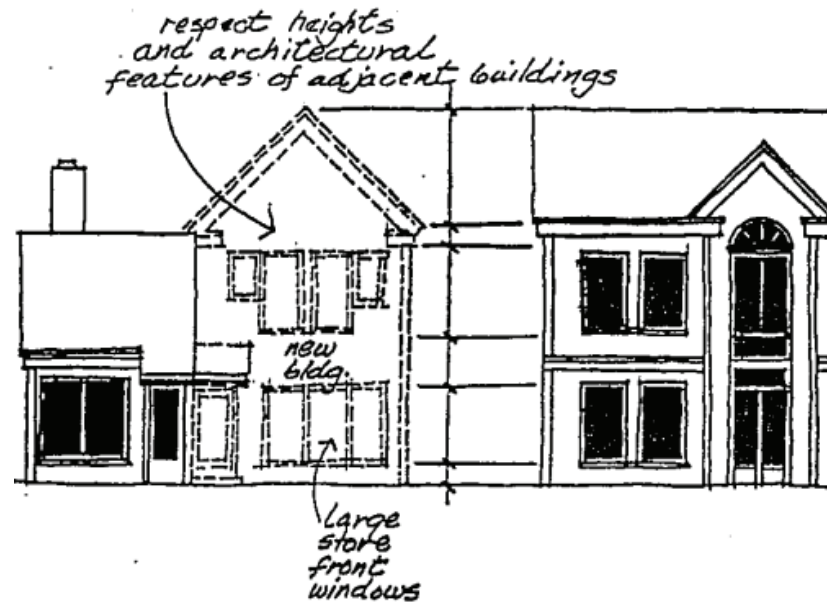 respect heights
and architectural
features of adjacent buildings
new
bldg.
large
store
front
windows